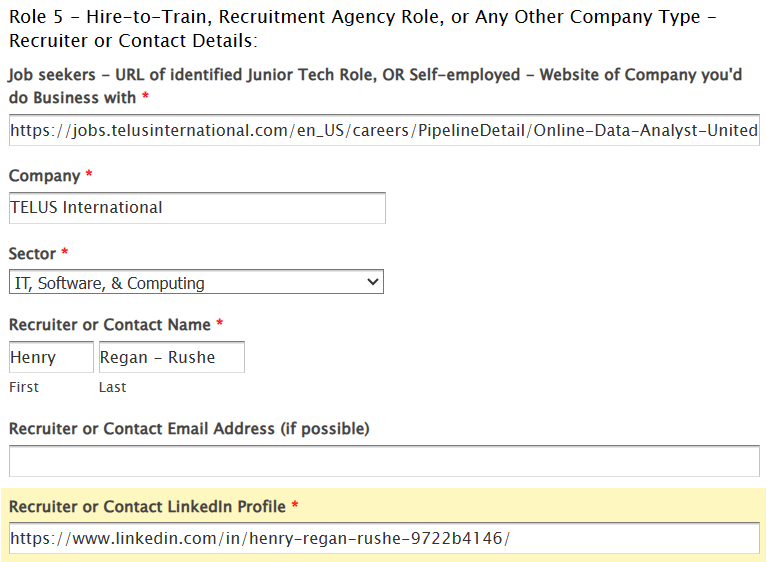 Role 5 - Hire-to-Train, Recruitment Agency Role, or Any Other Company Type -
Recruiter or Contact Details:
Job seekers - URL of identified Junior Tech Role, OR Self-employed - Website of Company you'd
do Business with *
https://jobs.telusinternational.com/en_US/careers/PipelineDetail/Online-Data-Analyst-United
Company *
TELUS International
Sector *
IT, Software, & Computing
Recruiter or Contact Name *
Henry Regan - Rushe
First Last
Recruiter or Contact Email Address (if possible)
Recruiter or Contact LinkedIn Profile *
https://www.linkedin.com/in/henry-regan-rushe-9722b4146/